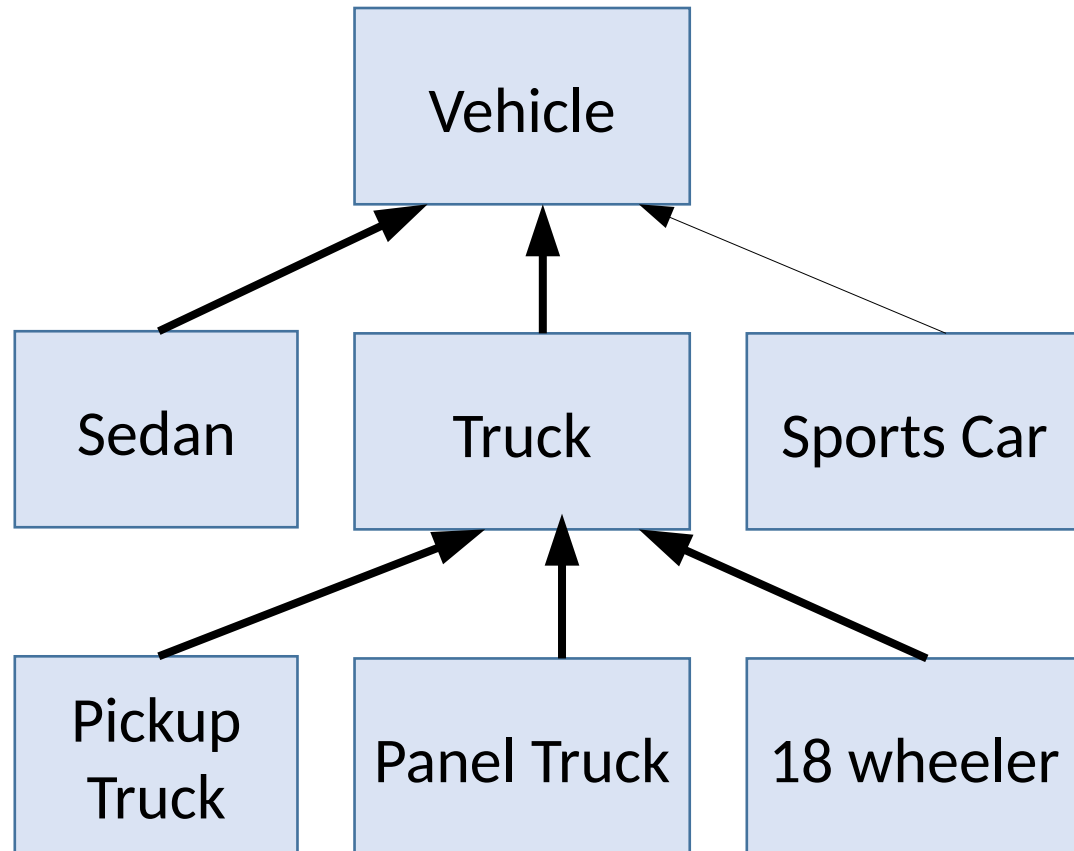 Vehicle
Sedan
Truck
Sports Car
Pickup
Truck
Panel Truck
18 wheeler